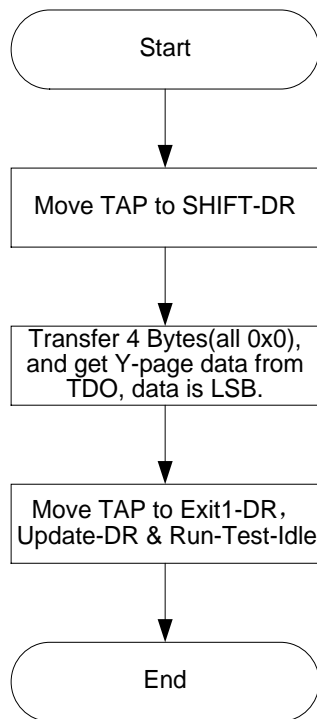 Start
Move TAP to SHIFT-DR
Transfer 4 Bytes(all 0x0),
and get Y-page data from
TDO, data is LSB.
Move TAP to Exit1-DR，
Update-DR & Run-Test-Idle
End